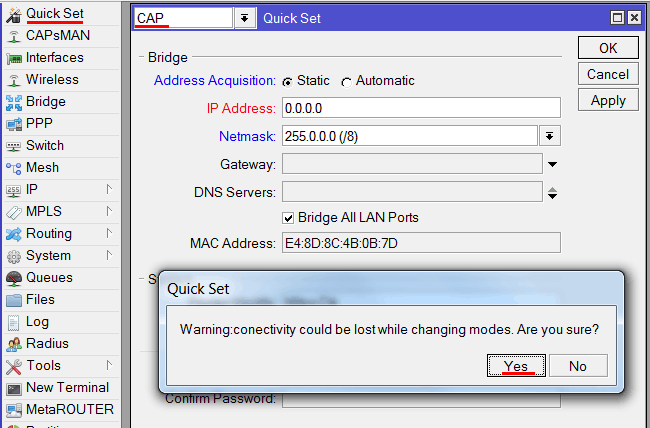 Quick Set
CAPsMAN
Interfaces
Wireless
Bridge
PPP
Switch
Mesh
IP
MPLS
Routing
System
Queues
Files
Log
Radius
Tools
New Terminal
MetaROUTER
CAP Quick Set
Bridge
OK
Cancel
Apply
Address Acquisition: Static Automatic
IP Address: 0.0.0.0
Netmask: 255.0.0.0 (/8)
Gateway:
DNS Servers:
Bridge All LAN Ports
MAC Address: E4:8D:8C:4B:0B:7D
Quick Set
Warning:conectivity could be lost while changing modes. Are you sure?
Yes No
Confirm Password: